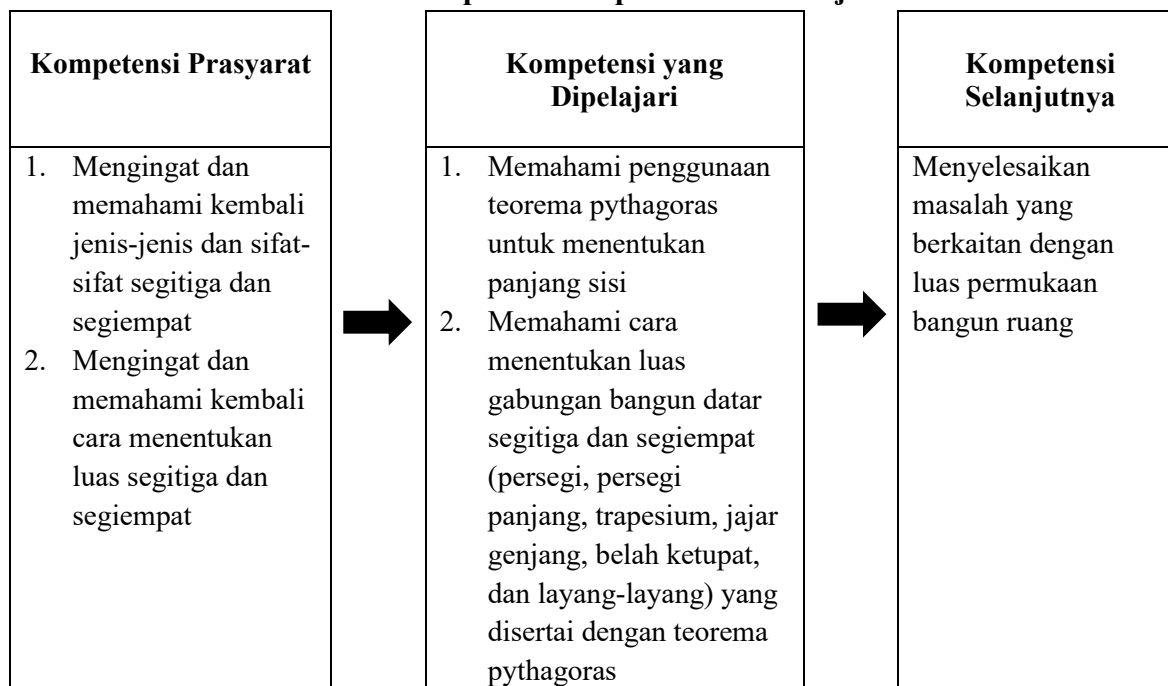 Kompetensi Prasyarat
1. Mengingat dan
memahami kembali
jenis-jenis dan sifat-
sifat segitiga dan
segiempat
2. Mengingat dan
memahami kembali
cara menentukan
luas segitiga dan
segiempat
Kompetensi yang
Dipelajari
1. Memahami penggunaan
teorema pythagoras
untuk menentukan
panjang sisi
2. Memahami cara
menentukan luas
gabungan bangun datar
segitiga dan segiempat
(persegi, persegi
panjang, trapesium, jajar
genjang, belah ketupat,
dan layang-layang) yang
disertai dengan teorema
pythagoras
Kompetensi
Selanjutnya
Menyelesaikan
masalah yang
berkaitan dengan
luas permukaan
bangun ruang